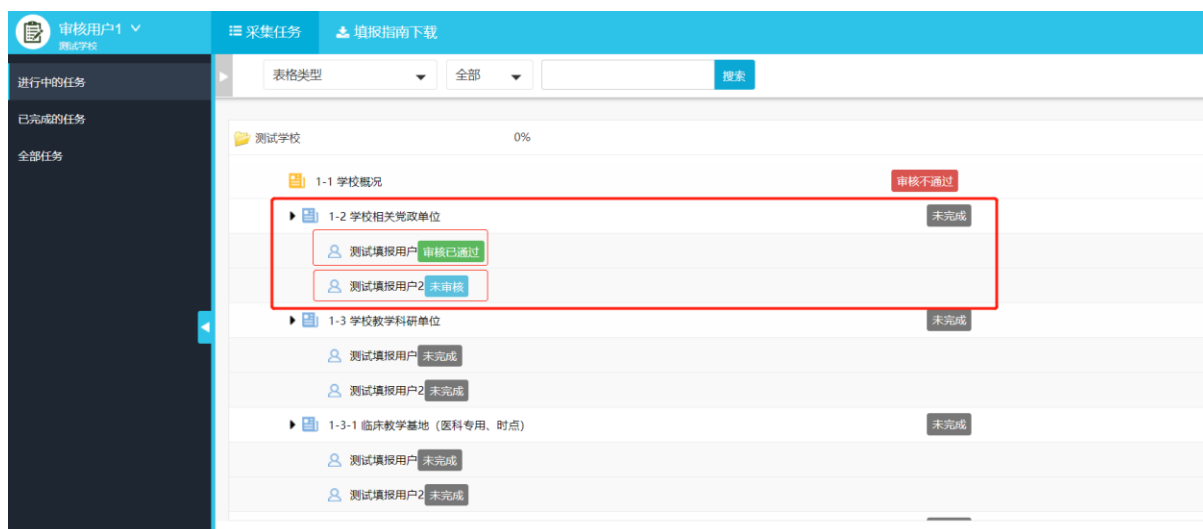 审核用户1
测试学校
采集任务
填报指南下载
进行中的任务
已完成的任务
全部任务
表格类型
全部
搜索
测试学校 0%
1-1 学校概况 审核不通过
1-2 学校相关党政单位 未完成
测试填报用户 审核已通过
测试填报用户2 未审核
1-3 学校教学科研单位 未完成
测试填报用户 未完成
测试填报用户2 未完成
1-3-1 临床教学基地（医科专用、时点） 未完成
测试填报用户 未完成
测试填报用户2 未完成